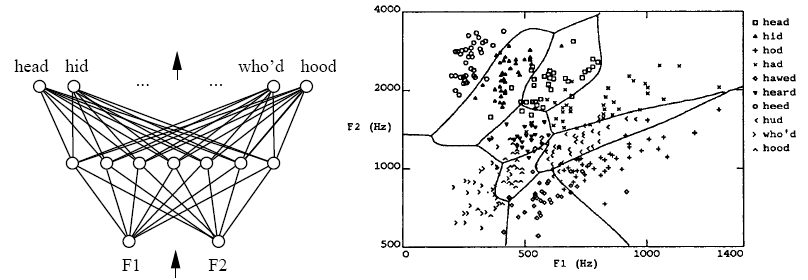 head hid ... ... who'd hood
F1 F2
4000
2000
F2 (Hz)
1000
500
0 500 1000 1400
F1 (Hz)
head
hid
hod
had
hawed
heard
heed
hud
who'd
hood